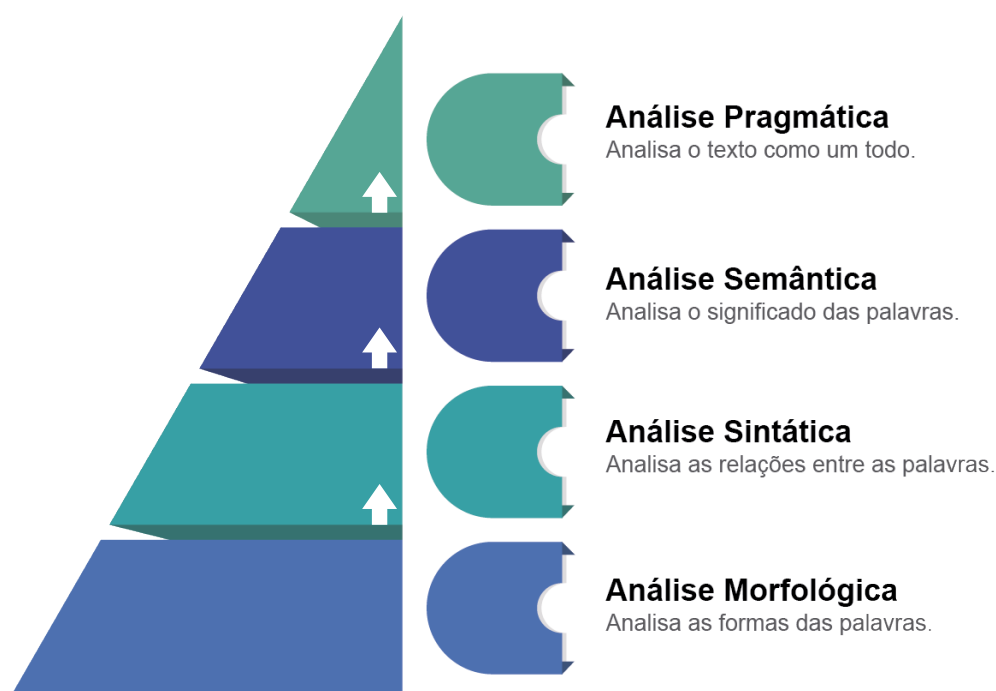 Análise Pragmática
Analisa o texto como um todo.
Análise Semântica
Analisa o significado das palavras.
Análise Sintática
Analisa as relações entre as palavras.
Análise Morfológica
Analisa as formas das palavras.